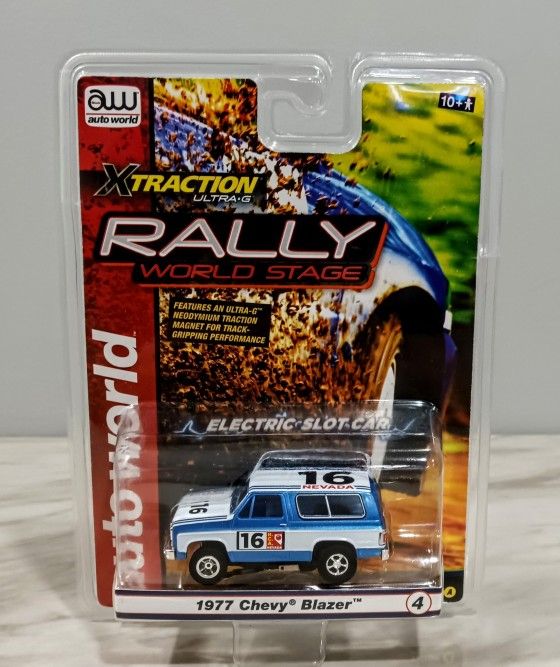 aw
auto world
10+
XTRACTION
ULTRA•G
RALLY
WORLD STAGE
FEATURES AN ULTRA-G™
NEODYMIUM TRACTION
MAGNET FOR TRACK-
GRIPPING PERFORMANCE
auto world
ELECTRIC SLOT CAR
16
NEVADA
16
16
1977 Chevy® Blazer™
4
A